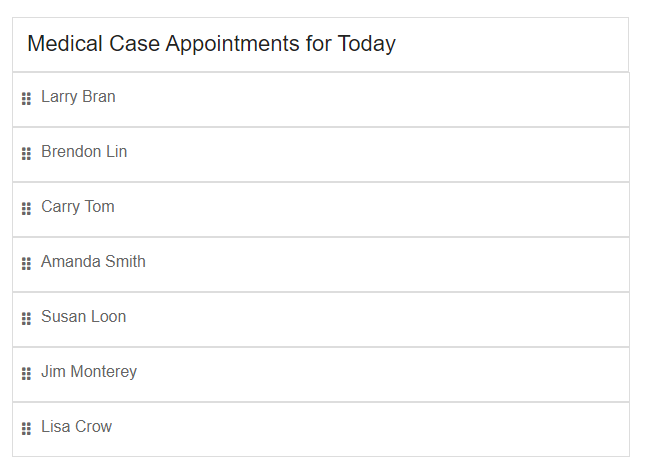 Medical Case Appointments for Today
Larry Bran
Brendon Lin
Carry Tom
Amanda Smith
Susan Loon
Jim Monterey
Lisa Crow